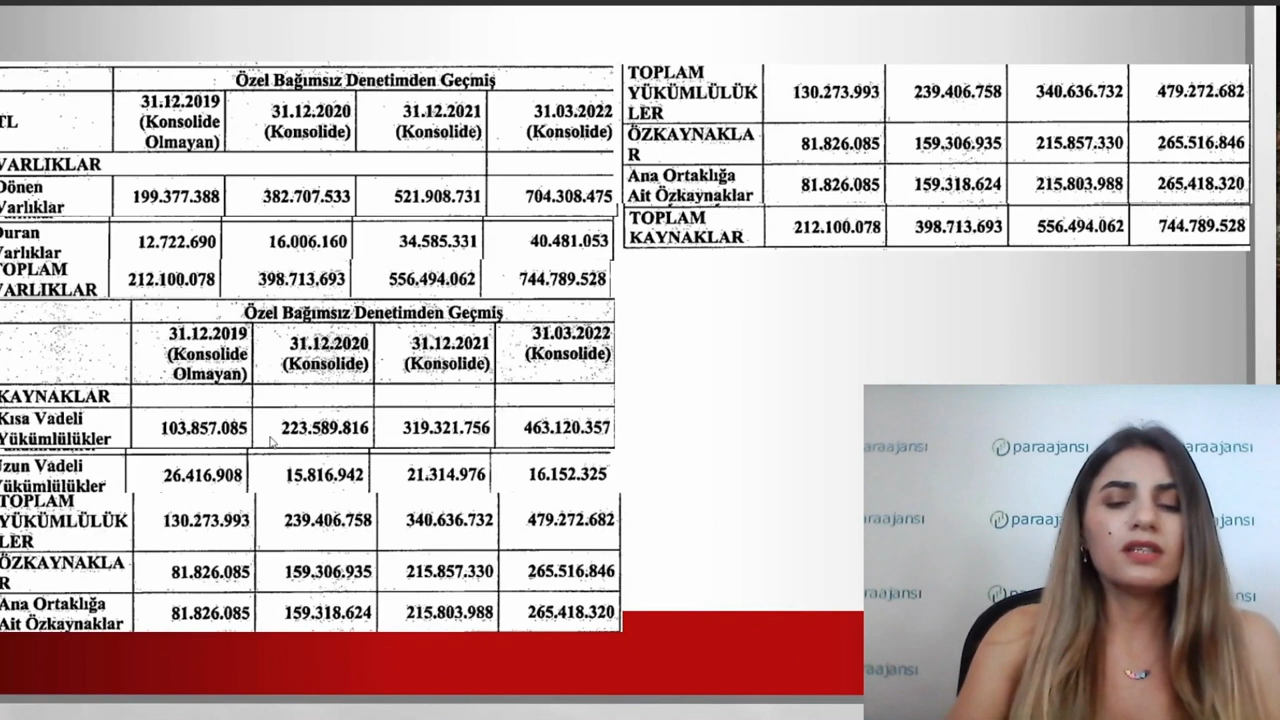 Özel Bağımsız Denetimden Geçmiş
TL 31.12.2019 (Konsolide Olmayan) 31.12.2020 (Konsolide) 31.12.2021 (Konsolide) 31.03.2022 (Konsolide)
VARLIKLAR
Dönen Varlıklar 199.377.388 382.707.533 521.908.731 704.308.475
Duran Varlıklar 12.722.690 16.006.160 34.585.331 40.481.053
TOPLAM VARLIKLAR 212.100.078 398.713.693 556.494.062 744.789.528
Özel Bağımsız Denetimden Geçmiş
31.12.2019 (Konsolide Olmayan) 31.12.2020 (Konsolide) 31.12.2021 (Konsolide) 31.03.2022 (Konsolide)
KAYNAKLAR
Kısa Vadeli Yükümlülükler 103.857.085 223.589.816 319.321.756 463.120.357
Uzun Vadeli Yükümlülükler 26.416.908 15.816.942 21.314.976 16.152.325
TOPLAM YÜKÜMLÜLÜKLER 130.273.993 239.406.758 340.636.732 479.272.682
ÖZKAYNAKLAR 81.826.085 159.306.935 215.857.330 265.516.846
Ana Ortaklığa Ait Özkaynaklar 81.826.085 159.318.624 215.803.988 265.418.320
TOPLAM YÜKÜMLÜLÜKLER 130.273.993 239.406.758 340.636.732 479.272.682
ÖZKAYNAKLAR 81.826.085 159.306.935 215.857.330 265.516.846
Ana Ortaklığa Ait Özkaynaklar 81.826.085 159.318.624 215.803.988 265.418.320
TOPLAM KAYNAKLAR 212.100.078 398.713.693 556.494.062 744.789.528
paraajansı